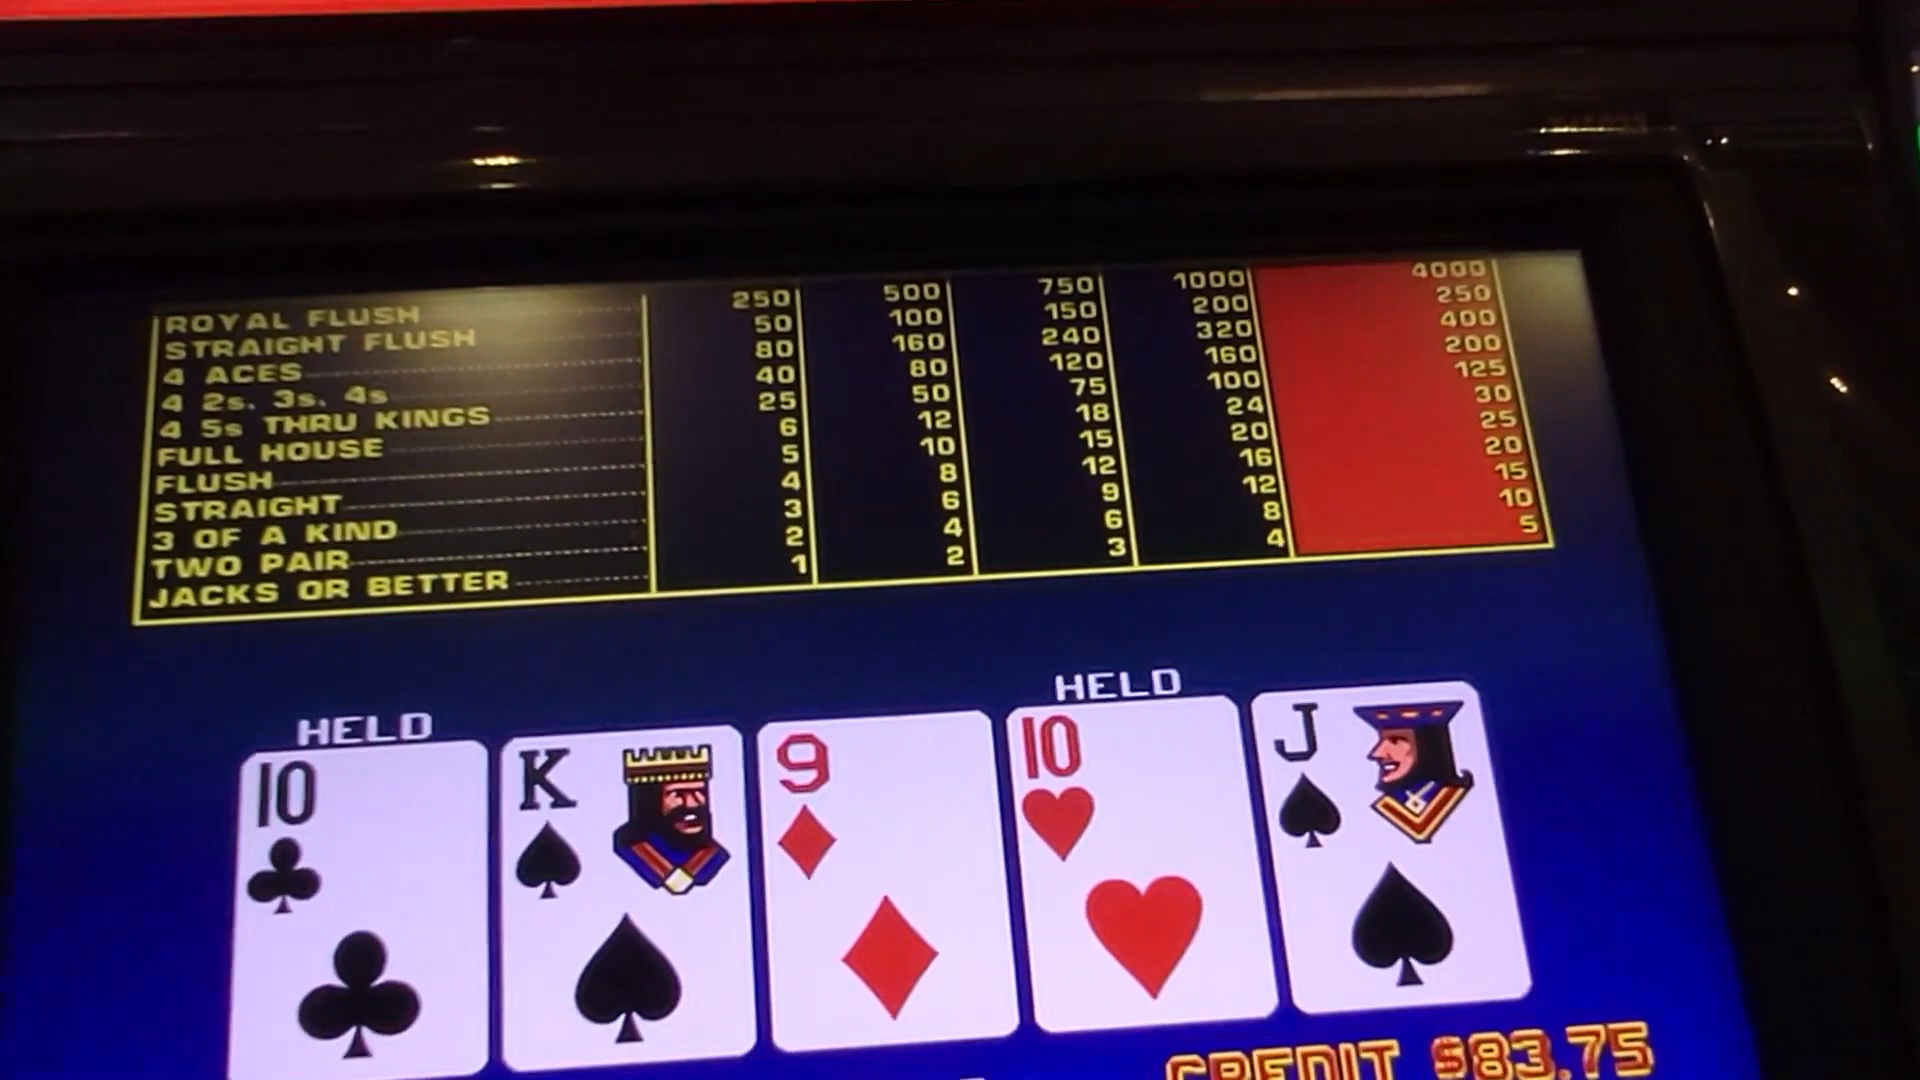 ROYAL FLUSH 250 500 750 1000 4000
STRAIGHT FLUSH 50 100 150 200 250
4 ACES 80 160 240 320 400
4 2s, 3s, 4s 40 80 120 160 200
4 5s THRU KINGS 25 50 75 100 125
FULL HOUSE 6 12 18 24 30
FLUSH 5 10 15 20 25
STRAIGHT 4 8 12 16 20
3 OF A KIND 3 6 9 12 15
TWO PAIR 2 4 6 8 10
JACKS OR BETTER 1 2 3 4 5
HELD HELD
10 K 9 10 J
CREDIT $83.75